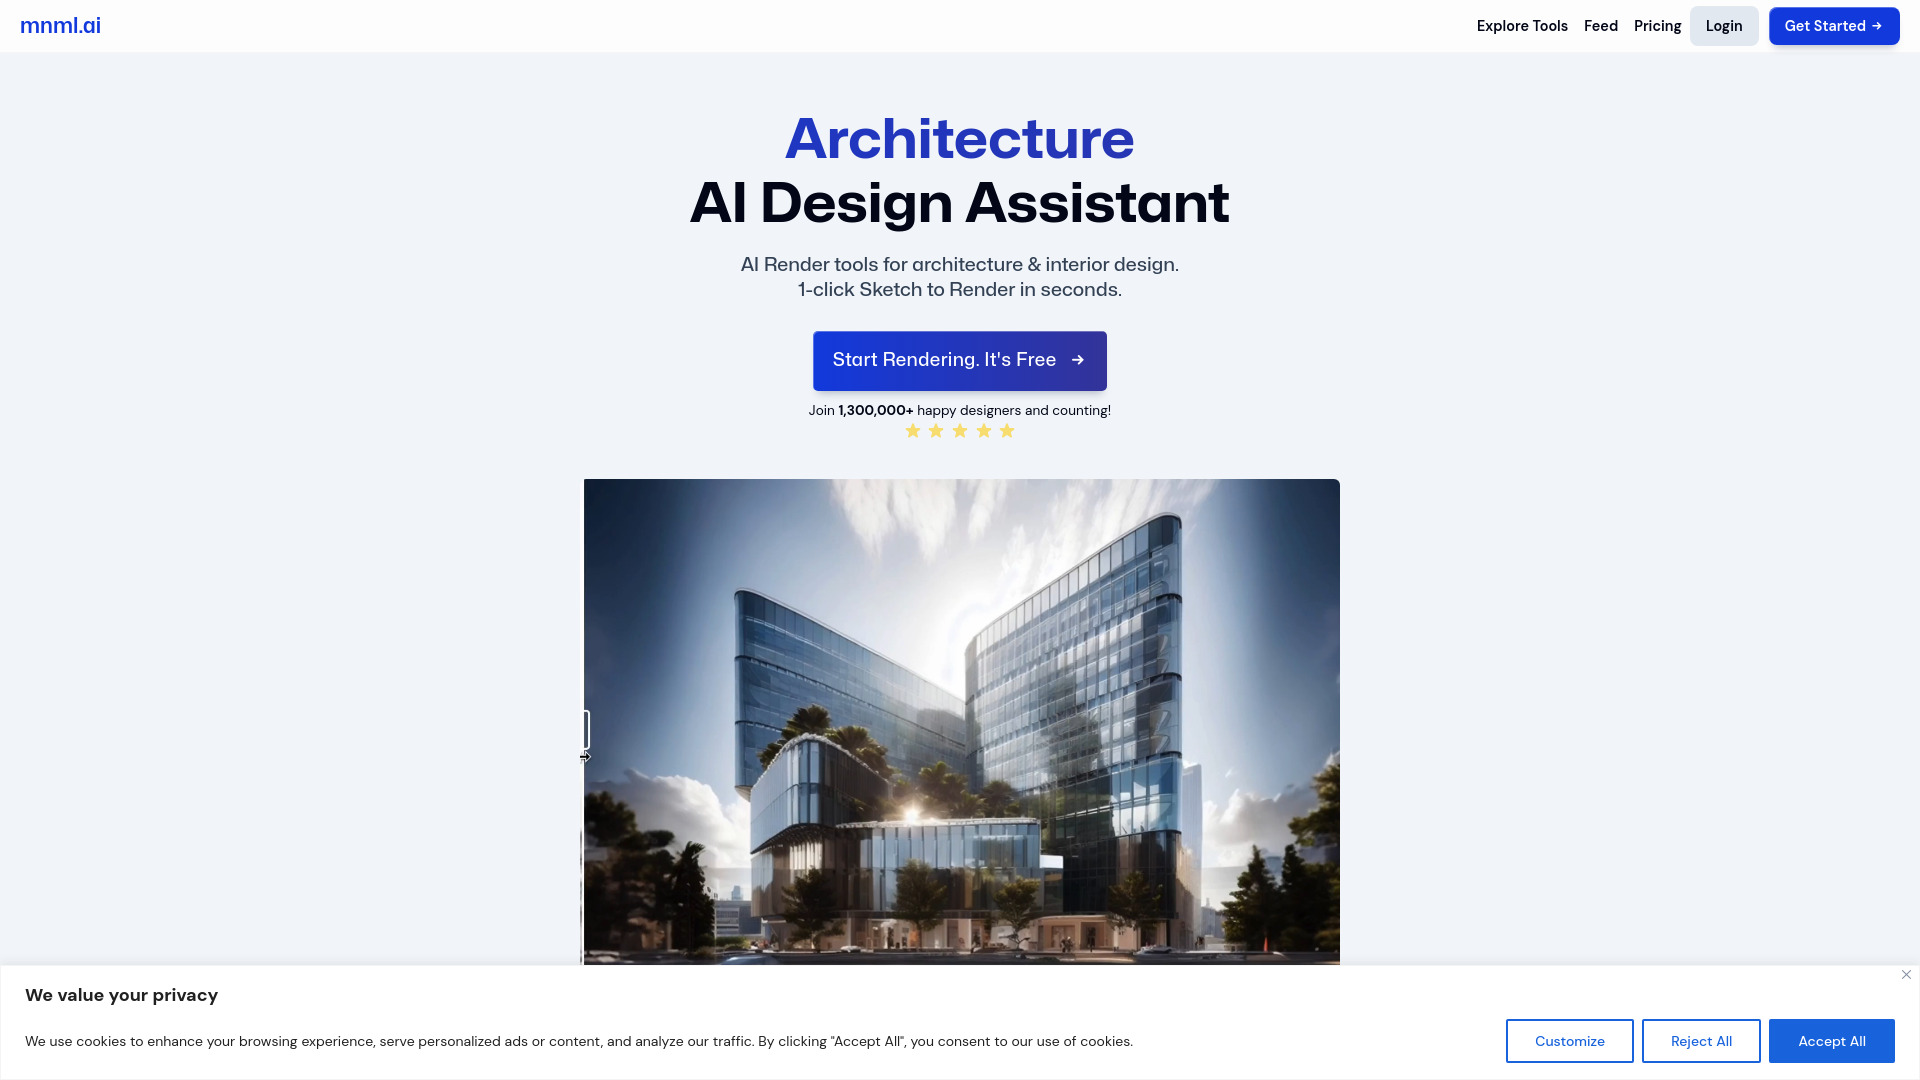 mnml.ai
Explore Tools
Feed
Pricing
Login
Get Started →
Architecture
AI Design Assistant
AI Render tools for architecture & interior design.
1-click Sketch to Render in seconds.
Start Rendering. It's Free →
Join 1,300,000+ happy designers and counting!
We value your privacy
We use cookies to enhance your browsing experience, serve personalized ads or content, and analyze our traffic. By clicking "Accept All", you consent to our use of cookies.
Customize
Reject All
Accept All